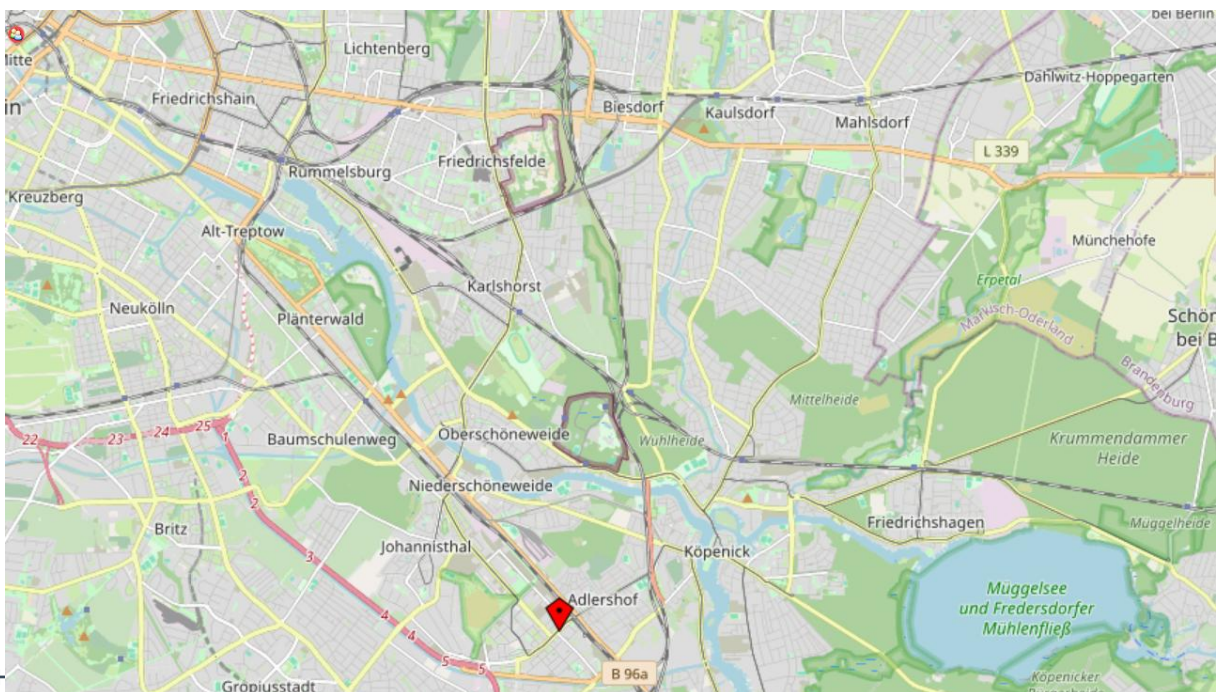 bei Berlin
Lichtenberg
Mitte
Dahlwitz-Hoppegarten
Friedrichshain
in
Biesdorf
Kaulsdorf
Mahlsdorf
L 339
Friedrichsfelde
Rummelsburg
Kreuzberg
Alt-Treptow
Münchehofe
Erpetal
Karlshorst
Neukölln
Plänterwald
Märkisch-Oderland
Schön
bei B
Brandenburg
Mittelheide
22
23
24
25
1
Baumschulenweg
Oberschöneweide
Wuhlheide
Krummendammer
Heide
2
Niederschöneweide
2
Britz
Friedrichshagen
Müggelheide
3
Johannisthal
Köpenick
Müggelsee
und Fredersdorfer
Mühlenfließ
Adlershof
4
4
5
5
B 96a
Gropiusstadt
Köpenicker
Bürgerheide